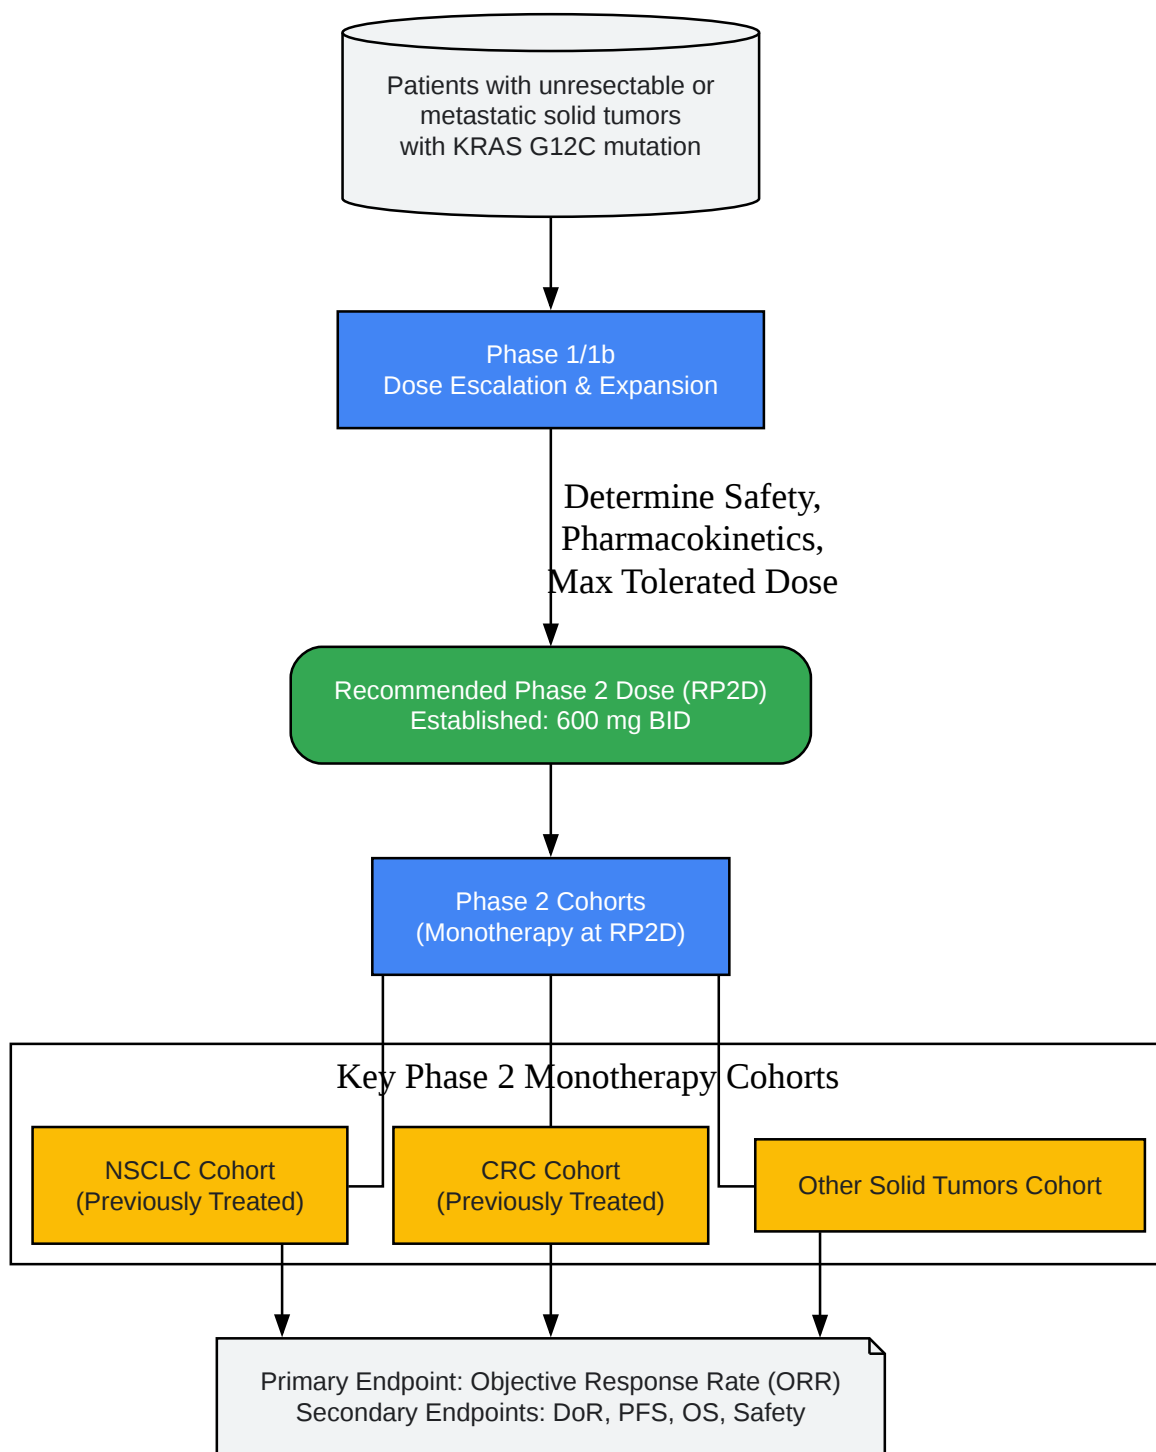 Patients with unresectable or
metastatic solid tumors
with KRAS G12C mutation
Phase 1/1b
Dose Escalation & Expansion
Determine Safety,
Pharmacokinetics,
Max Tolerated Dose
Recommended Phase 2 Dose (RP2D)
Established: 600 mg BID
Phase 2 Cohorts
(Monotherapy at RP2D)
Key Phase 2 Monotherapy Cohorts
NSCLC Cohort
(Previously Treated)
CRC Cohort
(Previously Treated)
Other Solid Tumors Cohort
Primary Endpoint: Objective Response Rate (ORR)
Secondary Endpoints: DoR, PFS, OS, Safety